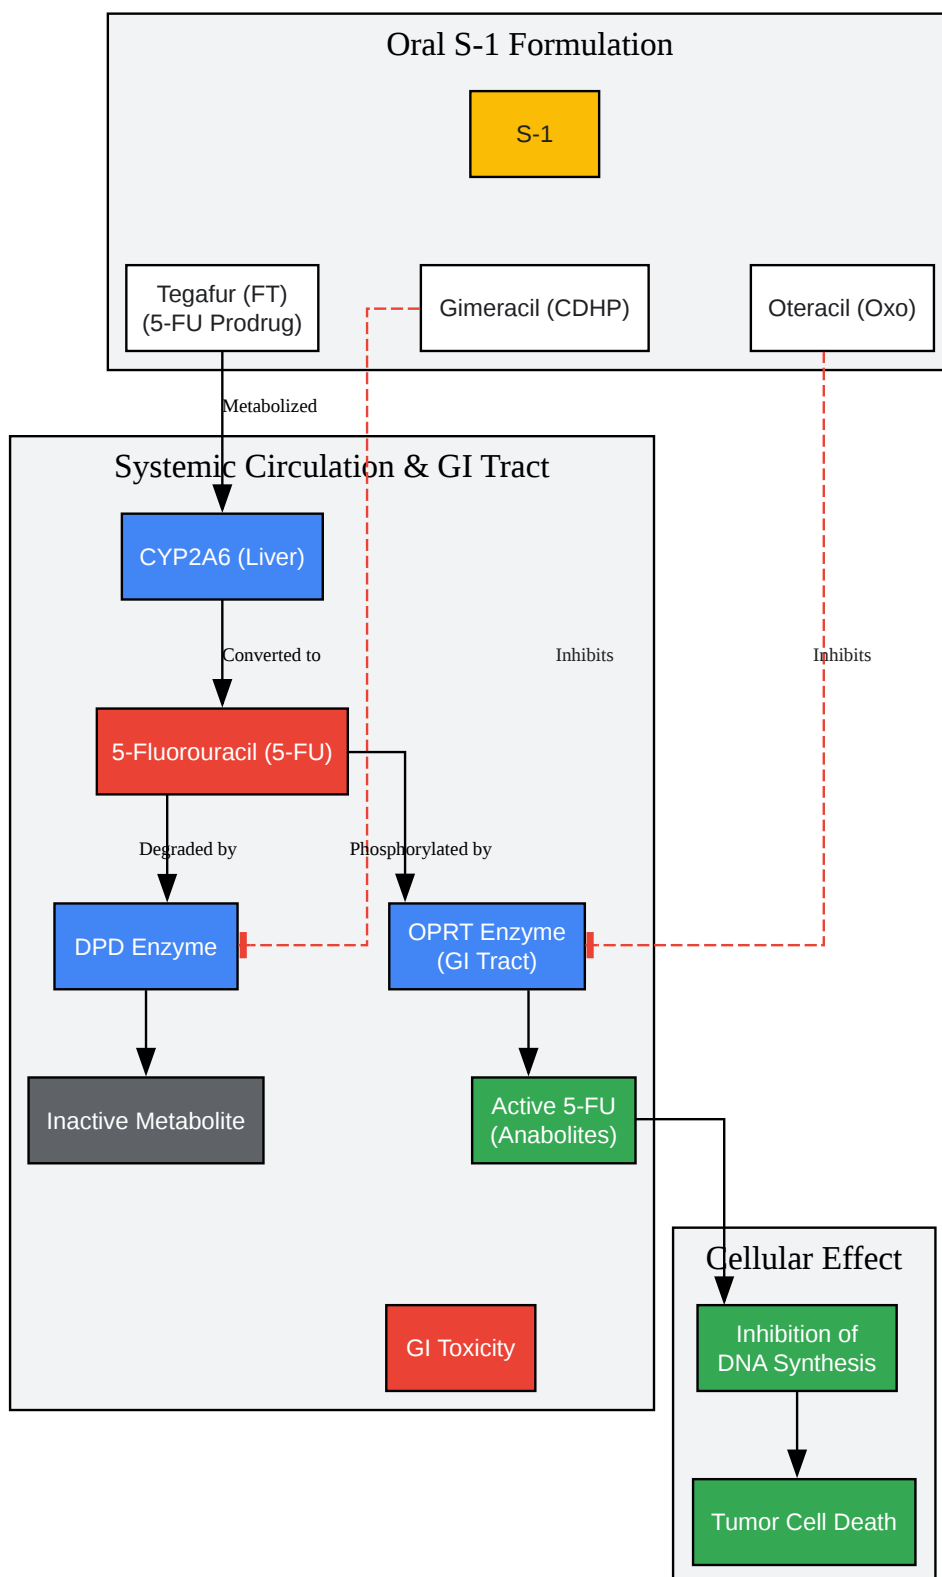 Oral S-1 Formulation
S-1
Tegafur (FT)
(5-FU Prodrug)
Gimeracil (CDHP)
Oteracil (Oxo)
Metabolized
Systemic Circulation & GI Tract
CYP2A6 (Liver)
Converted to
Inhibits
Inhibits
5-Fluorouracil (5-FU)
Degraded by
Phosphorylated by
DPD Enzyme
OPRT Enzyme
(GI Tract)
Inactive Metabolite
Active 5-FU
(Anabolites)
Cellular Effect
GI Toxicity
Inhibition of
DNA Synthesis
Tumor Cell Death